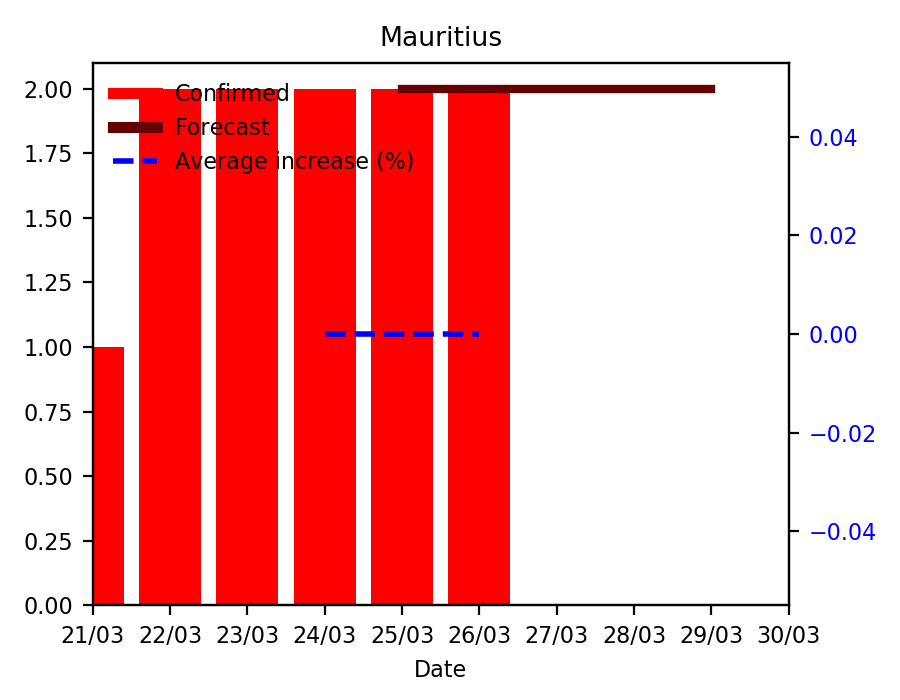 Mauritius
Confirmed
Forecast
Average increase (%)
2.00
1.75
1.50
1.25
1.00
0.75
0.50
0.25
0.00
0.04
0.02
0.00
−0.02
−0.04
21/03 22/03 23/03 24/03 25/03 26/03 27/03 28/03 29/03 30/03
Date